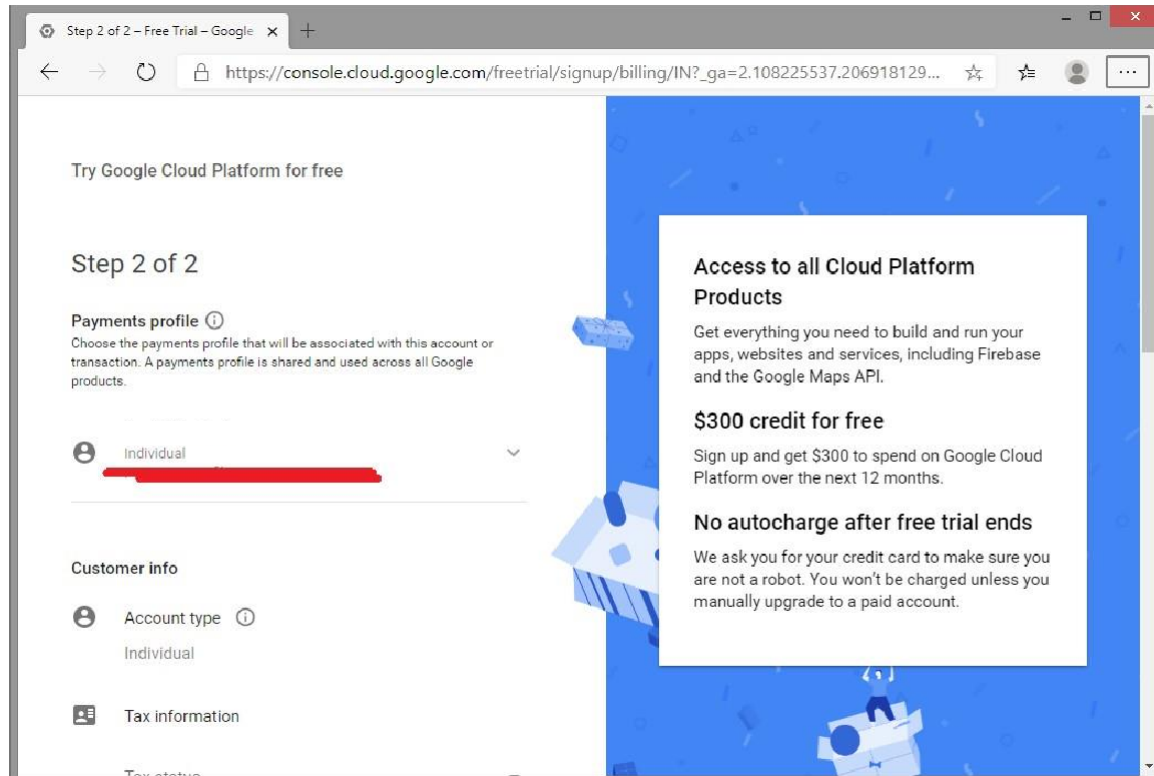 Step 2 of 2 – Free Trial – Google
https://console.cloud.google.com/freetrial/signup/billing/IN?_ga=2.108225537.206918129...
Try Google Cloud Platform for free
Step 2 of 2
Payments profile
Choose the payments profile that will be associated with this account or
transaction. A payments profile is shared and used across all Google
products.
Individual
Customer info
Account type
Individual
Tax information
Tax status
Access to all Cloud Platform
Products
Get everything you need to build and run your
apps, websites and services, including Firebase
and the Google Maps API.
$300 credit for free
Sign up and get $300 to spend on Google Cloud
Platform over the next 12 months.
No autocharge after free trial ends
We ask you for your credit card to make sure you
are not a robot. You won't be charged unless you
manually upgrade to a paid account.